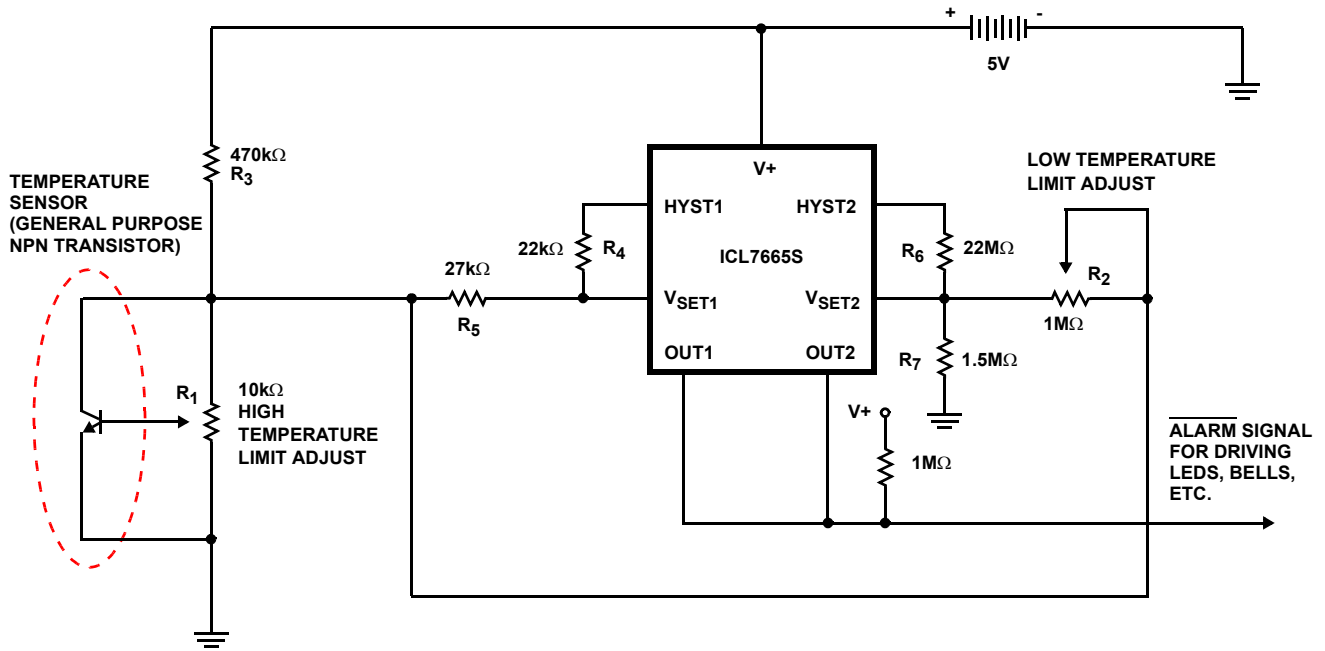 + -
5V
470kΩ
R3
TEMPERATURE
SENSOR
(GENERAL PURPOSE
NPN TRANSISTOR)
R1
10kΩ
HIGH
TEMPERATURE
LIMIT ADJUST
27kΩ
R5
22kΩ
R4
V+
HYST1
HYST2
ICL7665S
VSET1
VSET2
OUT1
OUT2
R6
22MΩ
LOW TEMPERATURE
LIMIT ADJUST
R2
1MΩ
R7
1.5MΩ
V+
1MΩ
ALARM SIGNAL
FOR DRIVING
LEDS, BELLS,
ETC.